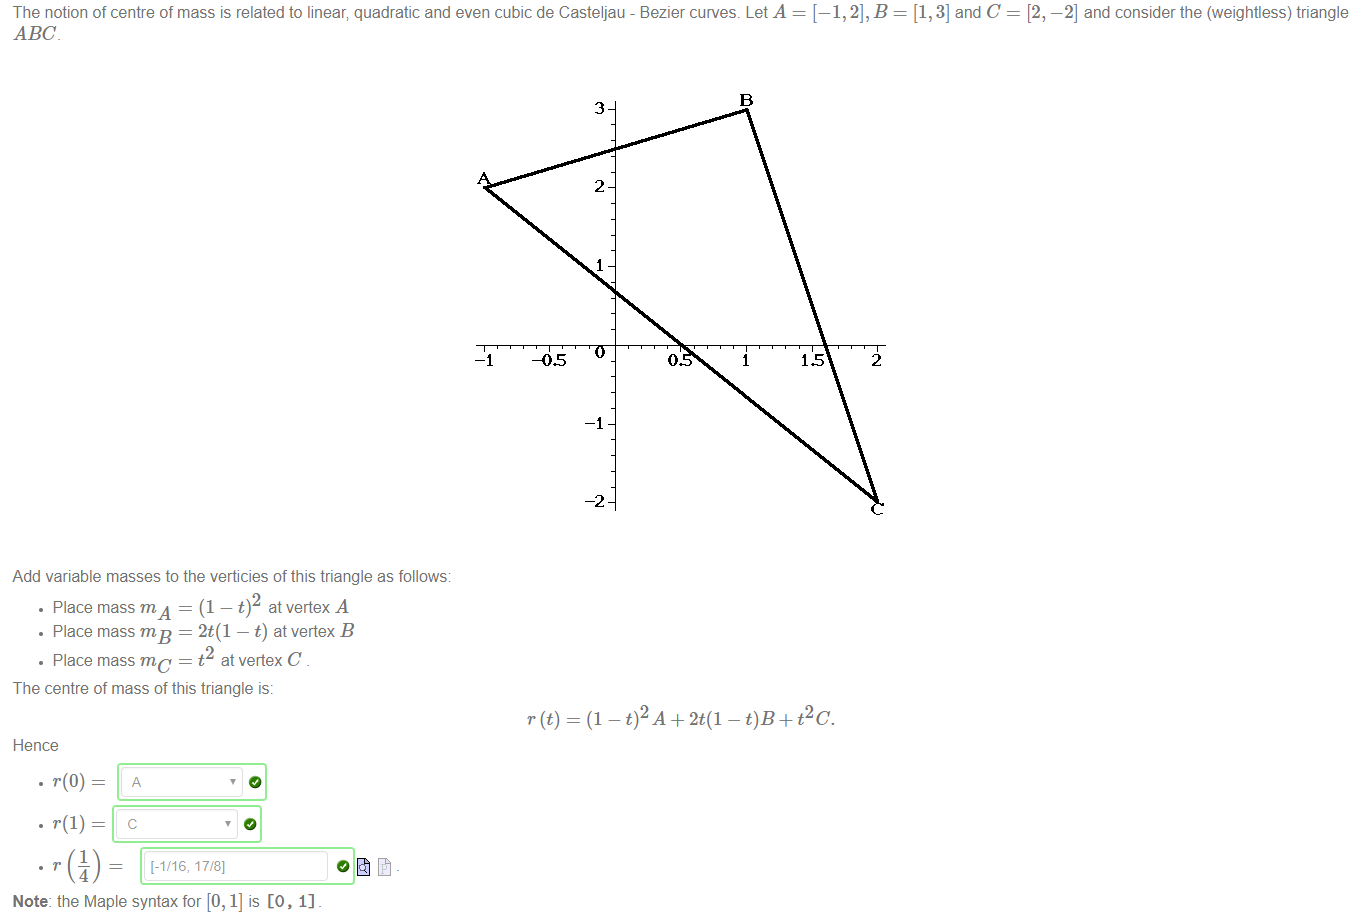 The notion of centre of mass is related to linear, quadratic and even cubic de Casteljau - Bezier curves. Let A = [−1, 2], B = [1, 3] and C = [2, −2] and consider the (weightless) triangle
ABC.
B
3
A
2
1
−1 −0.5 0 0.5 1 1.5 2
−1
−2
C
Add variable masses to the verticies of this triangle as follows:
• Place mass m_A = (1 − t)² at vertex A
• Place mass m_B = 2t(1 − t) at vertex B
• Place mass m_C = t² at vertex C .
The centre of mass of this triangle is:
r (t) = (1 − t)² A + 2t(1 − t)B + t²C.
Hence
• r(0) = A
• r(1) = C
• r(1/4) = [-1/16, 17/8] .
Note: the Maple syntax for [0, 1] is [0, 1].